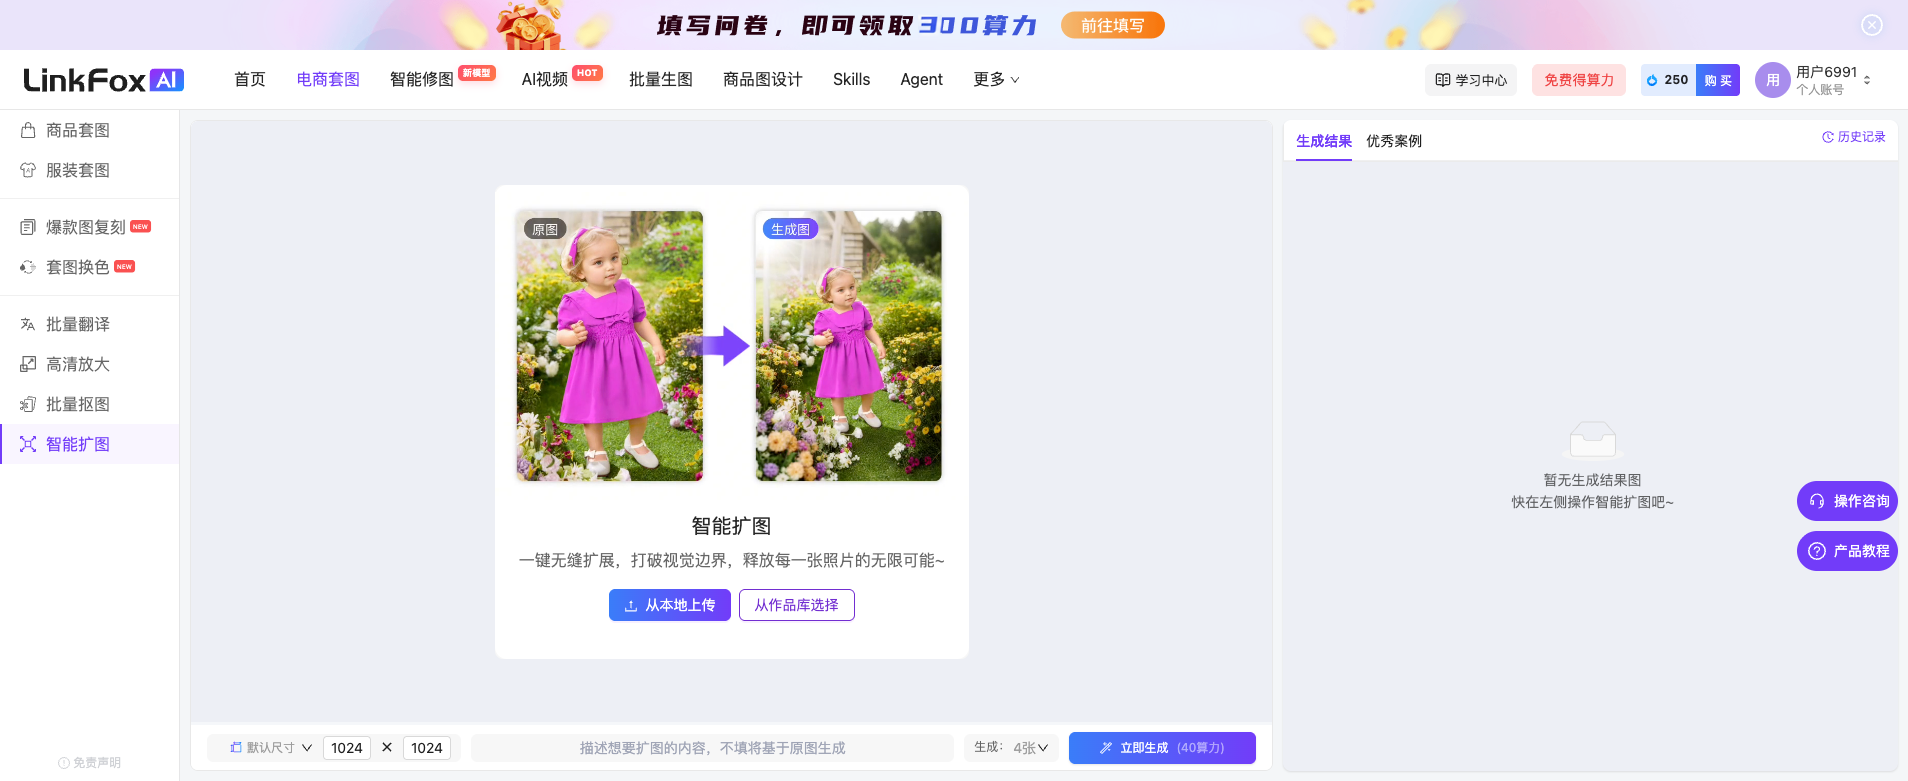 填写问卷，即可领取300算力
前往填写
LinkFox AI
首页
电商套图
智能修图
新模型
AI视频
HOT
批量生图
商品图设计
Skills
Agent
更多
学习中心
免费得算力
250
购买
用
用户6991
个人账号
商品套图
服装套图
爆款图复刻
NEW
套图换色
NEW
批量翻译
高清放大
批量抠图
智能扩图
免责声明
原图
生成图
智能扩图
一键无缝扩展，打破视觉边界，释放每一张照片的无限可能~
从本地上传
从作品库选择
默认尺寸
1024 × 1024
描述想要扩图的内容，不填将基于原图生成
生成：
4张
立即生成 (40算力)
生成结果
优秀案例
历史记录
暂无生成结果图
快在左侧操作智能扩图吧~
操作咨询
产品教程